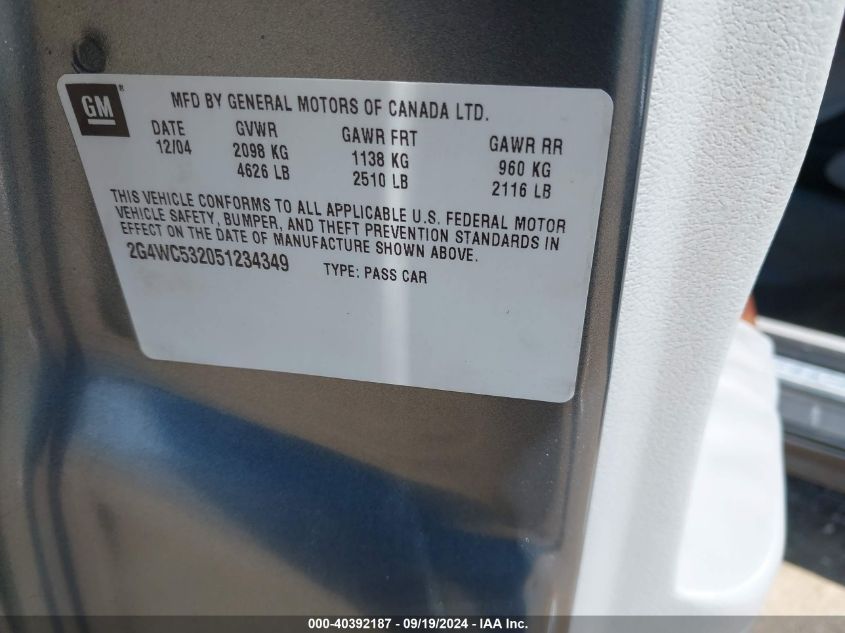 GM®
MFD BY GENERAL MOTORS OF CANADA LTD.
DATE GVWR GAWR FRT GAWR RR
12/04 2098 KG 1138 KG 960 KG
4626 LB 2510 LB 2116 LB
THIS VEHICLE CONFORMS TO ALL APPLICABLE U.S. FEDERAL MOTOR
VEHICLE SAFETY, BUMPER, AND THEFT PREVENTION STANDARDS IN
EFFECT ON THE DATE OF MANUFACTURE SHOWN ABOVE.
2G4WC532051234349 TYPE: PASS CAR
000-40392187 - 09/19/2024 - IAA Inc.